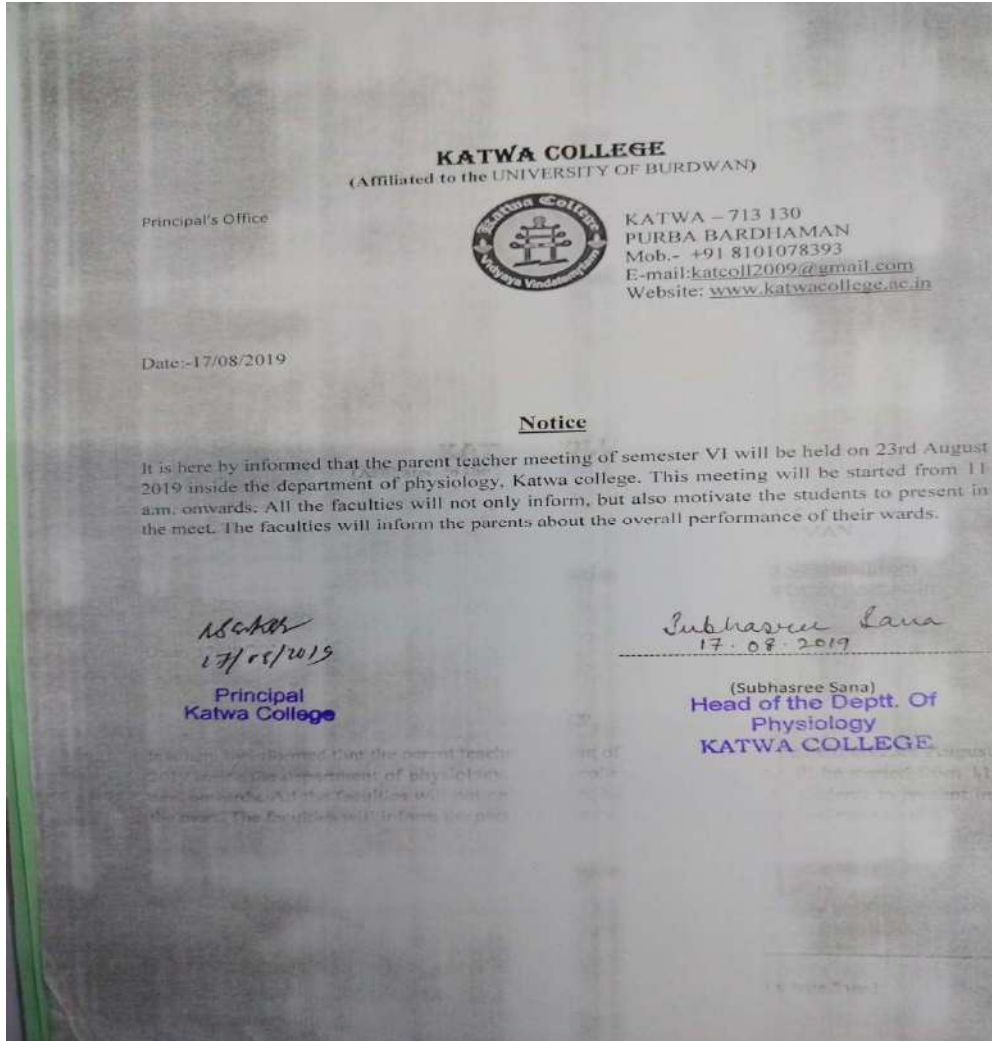 KATWA COLLEGE
(Affiliated to the UNIVERSITY OF BURDWAN)
Principal's Office
Katwa College
Vidyaya Vindatemrtam
KATWA – 713 130
PURBA BARDHAMAN
Mob.- +91 8101078393
E-mail:katcoll2009@gmail.com
Website: www.katwacollege.ac.in
Date:-17/08/2019
Notice
It is here by informed that the parent teacher meeting of semester VI will be held on 23rd August
2019 inside the department of physiology, Katwa college. This meeting will be started from 11
a.m. onwards. All the faculties will not only inform, but also motivate the students to present in
the meet. The faculties will inform the parents about the overall performance of their wards.
17/08/2019
Principal
Katwa College
Subhasree Sana
17.08.2019
(Subhasree Sana)
Head of the Deptt. Of
Physiology
KATWA COLLEGE